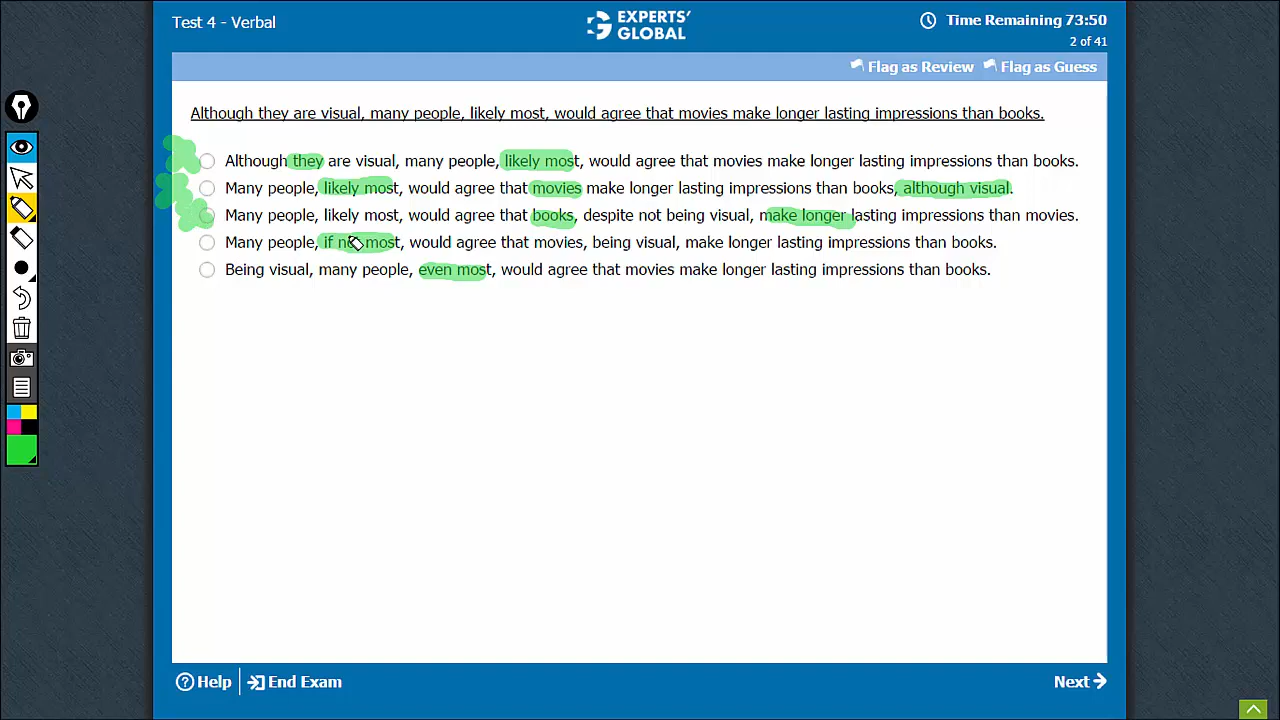 Test 4 - Verbal
EXPERTS'
GLOBAL
Time Remaining 73:50
2 of 41
Flag as Review
Flag as Guess
Although they are visual, many people, likely most, would agree that movies make longer lasting impressions than books.
Although they are visual, many people, likely most, would agree that movies make longer lasting impressions than books.
Many people, likely most, would agree that movies make longer lasting impressions than books, although visual.
Many people, likely most, would agree that books, despite not being visual, make longer lasting impressions than movies.
Many people, if not most, would agree that movies, being visual, make longer lasting impressions than books.
Being visual, many people, even most, would agree that movies make longer lasting impressions than books.
Help
End Exam
Next